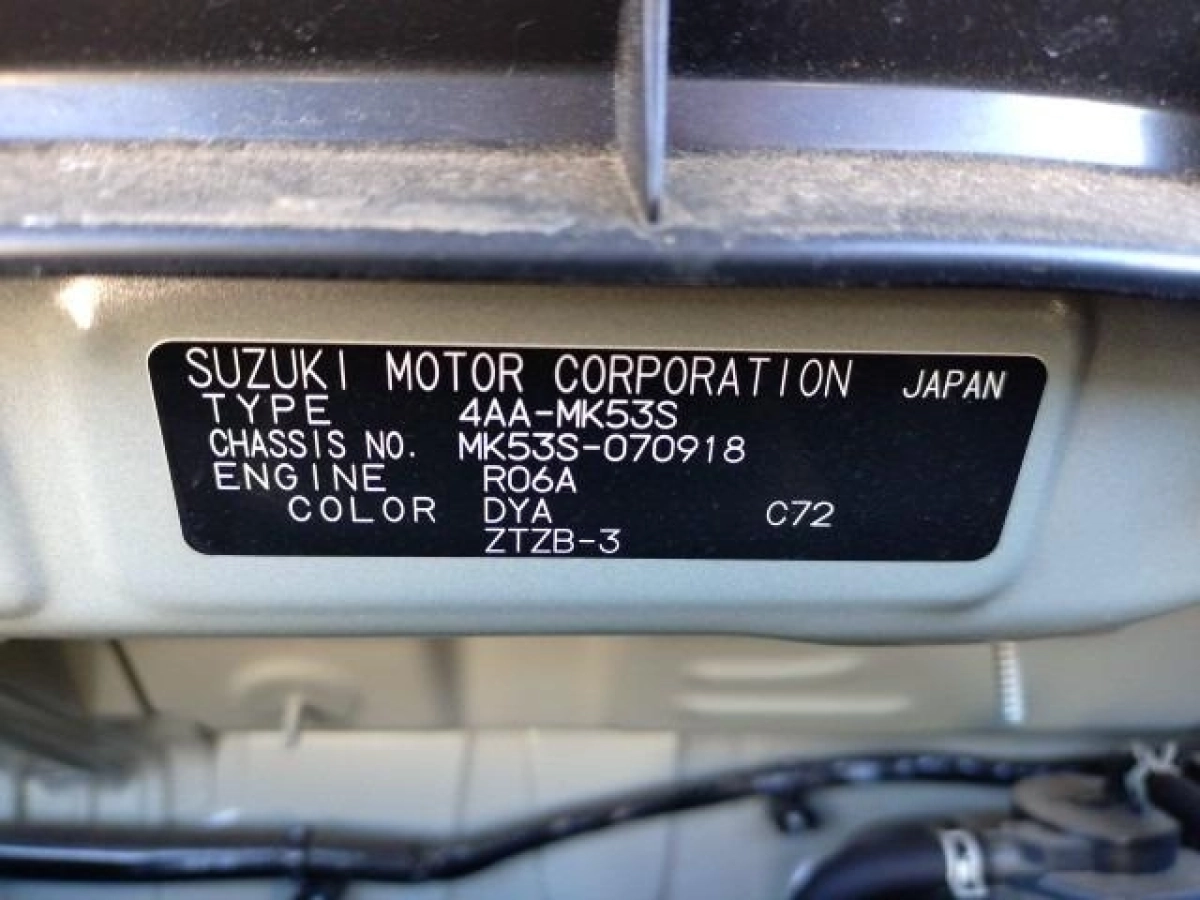 SUZUKI MOTOR CORPORATION JAPAN
TYPE 4AA-MK53S
CHASSIS NO. MK53S-070918
ENGINE R06A
COLOR DYA C72
ZTZB-3